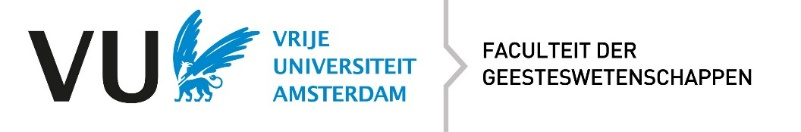 VU
VRIJE
UNIVERSITEIT
AMSTERDAM
FACULTEIT DER
GEESTESWETENSCHAPPEN